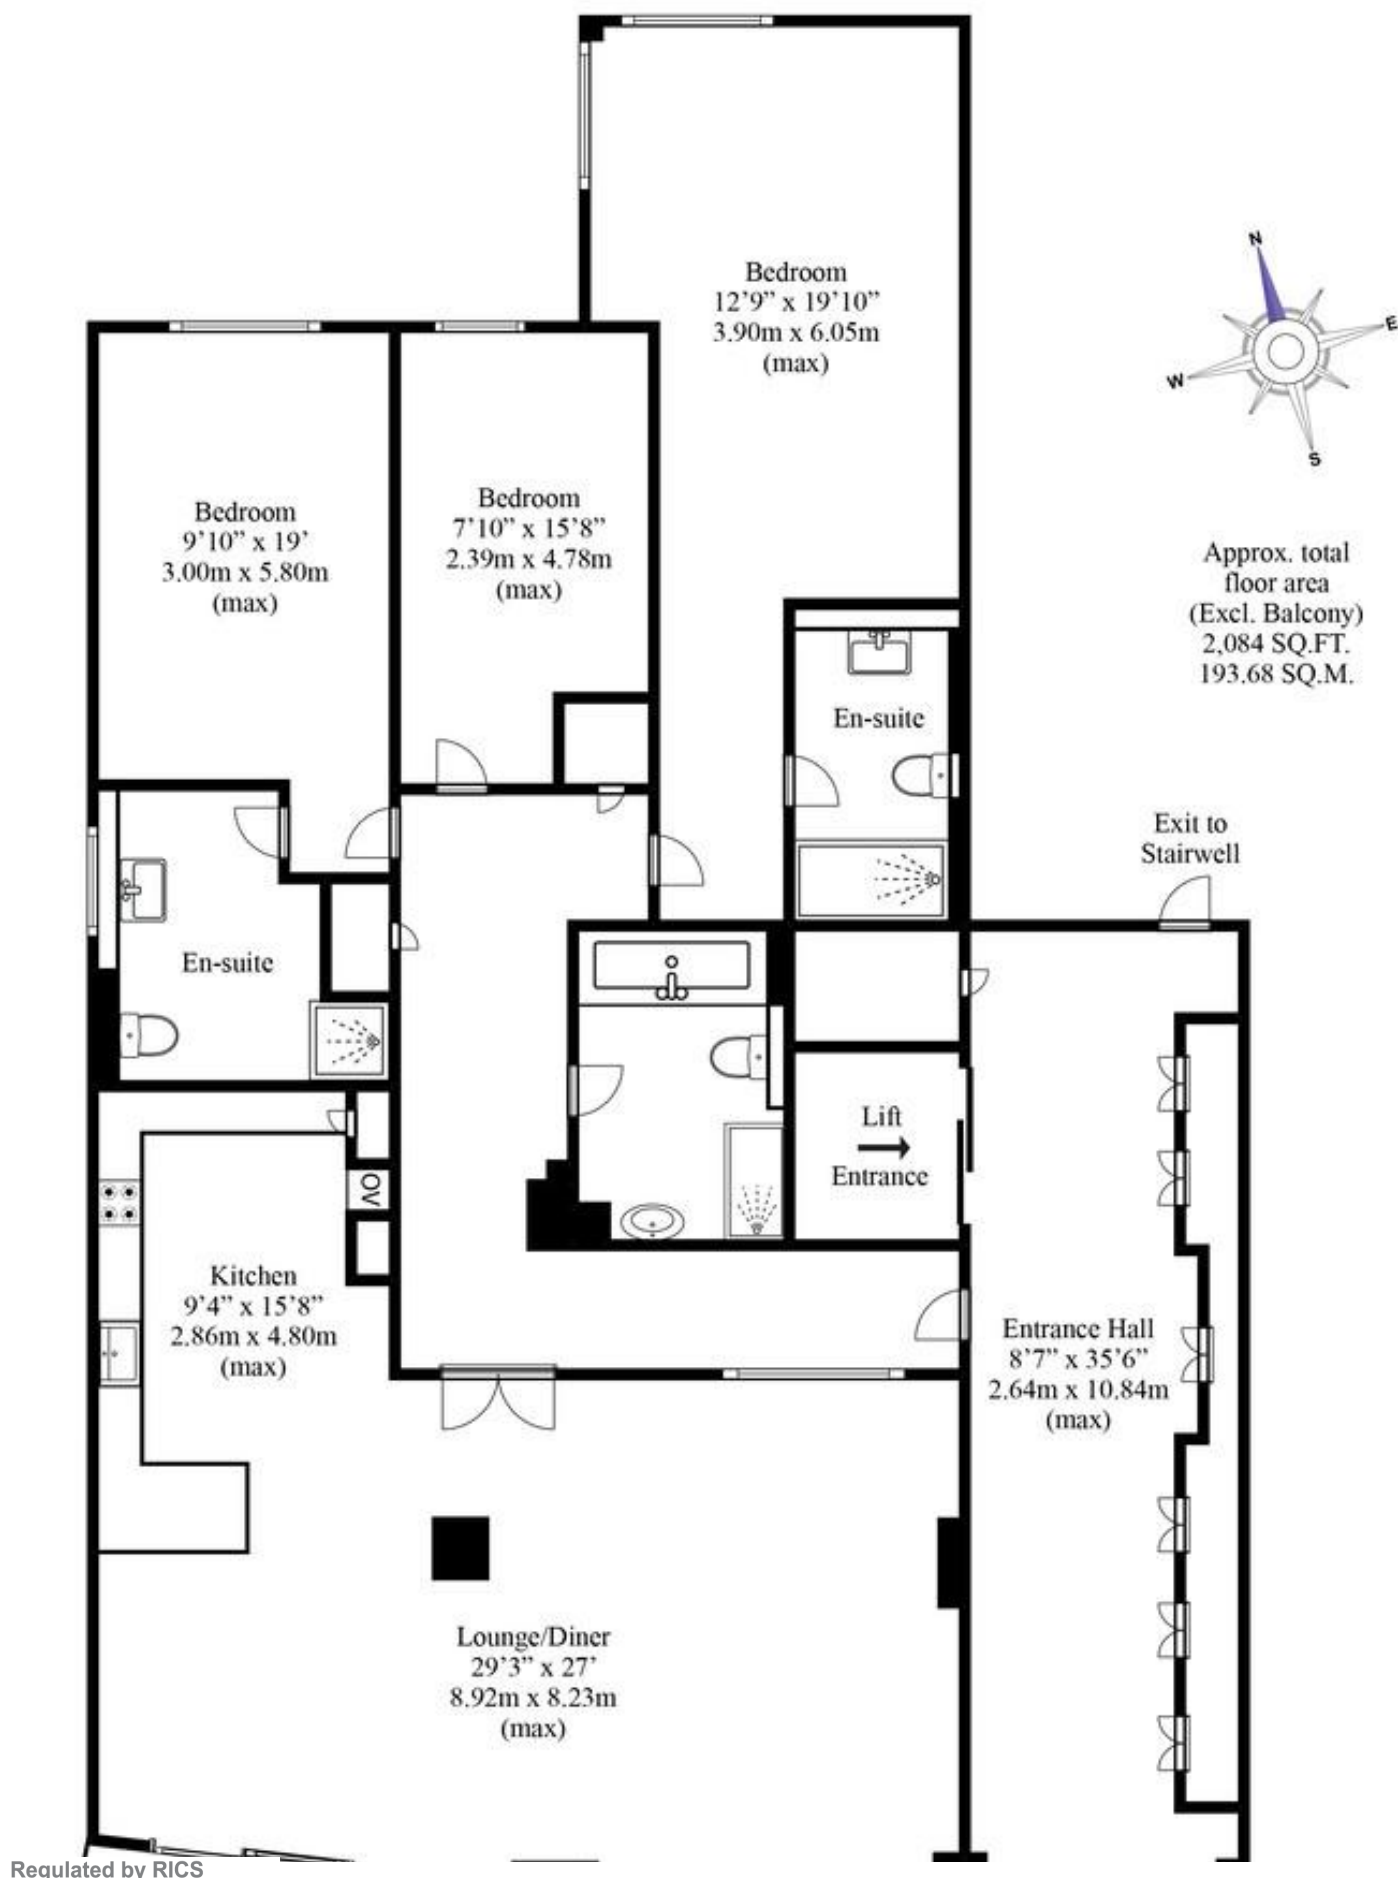 N
E
W
S
Bedroom
12’9” x 19’10”
3.90m x 6.05m
(max)
Bedroom
9’10” x 19’
3.00m x 5.80m
(max)
Bedroom
7’10” x 15’8”
2.39m x 4.78m
(max)
Approx. total
floor area
(Excl. Balcony)
2,084 SQ.FT.
193.68 SQ.M.
En-suite
Exit to
Stairwell
En-suite
Lift
Entrance
OV
Kitchen
9’4” x 15’8”
2.86m x 4.80m
(max)
Entrance Hall
8’7” x 35’6”
2.64m x 10.84m
(max)
Lounge/Diner
29’3” x 27’
8.92m x 8.23m
(max)
Regulated by RICS